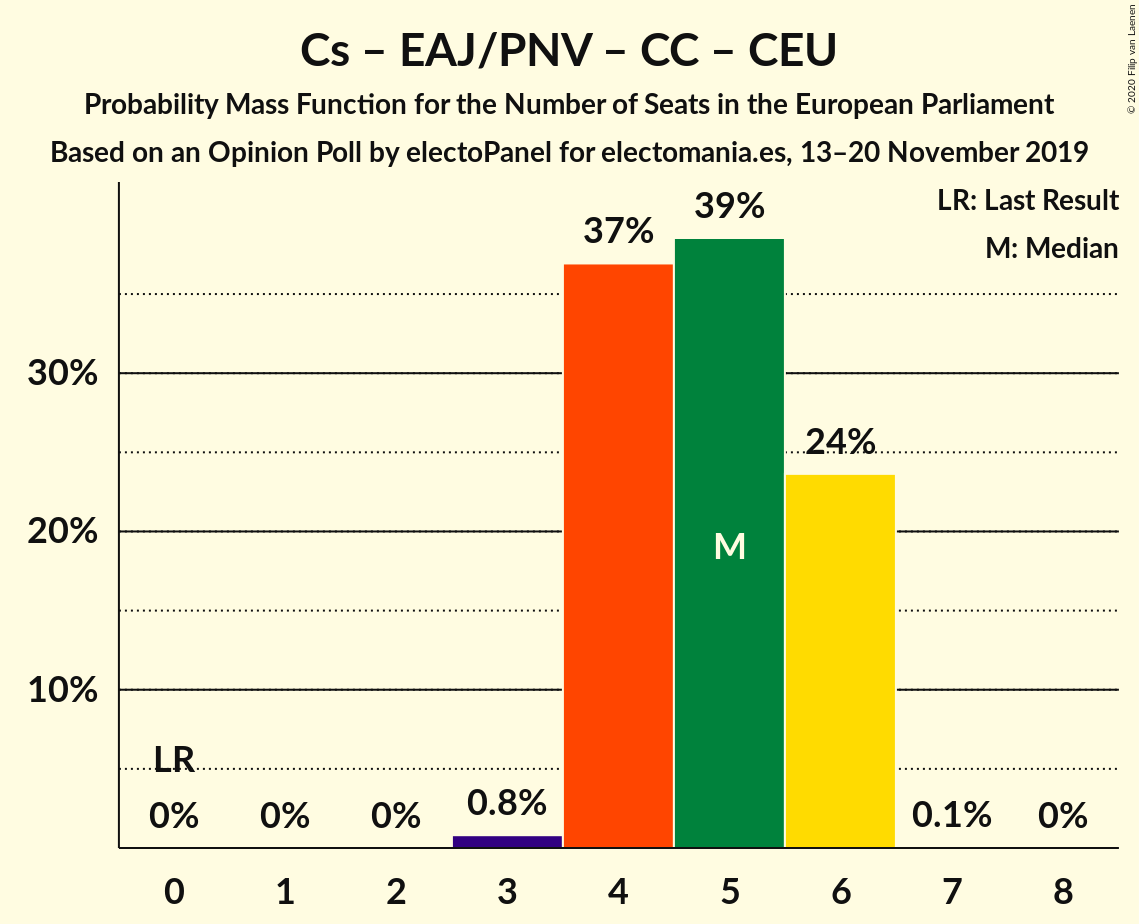 Cs – EAJ/PNV – CC – CEU
Probability Mass Function for the Number of Seats in the European Parliament
Based on an Opinion Poll by electoPanel for electomania.es, 13–20 November 2019
© 2020 Filip van Laenen
LR: Last Result
M: Median
39%
37%
30%
24%
20%
M
10%
LR
0% 0% 0% 0.8% 0.1% 0%
0 1 2 3 4 5 6 7 8